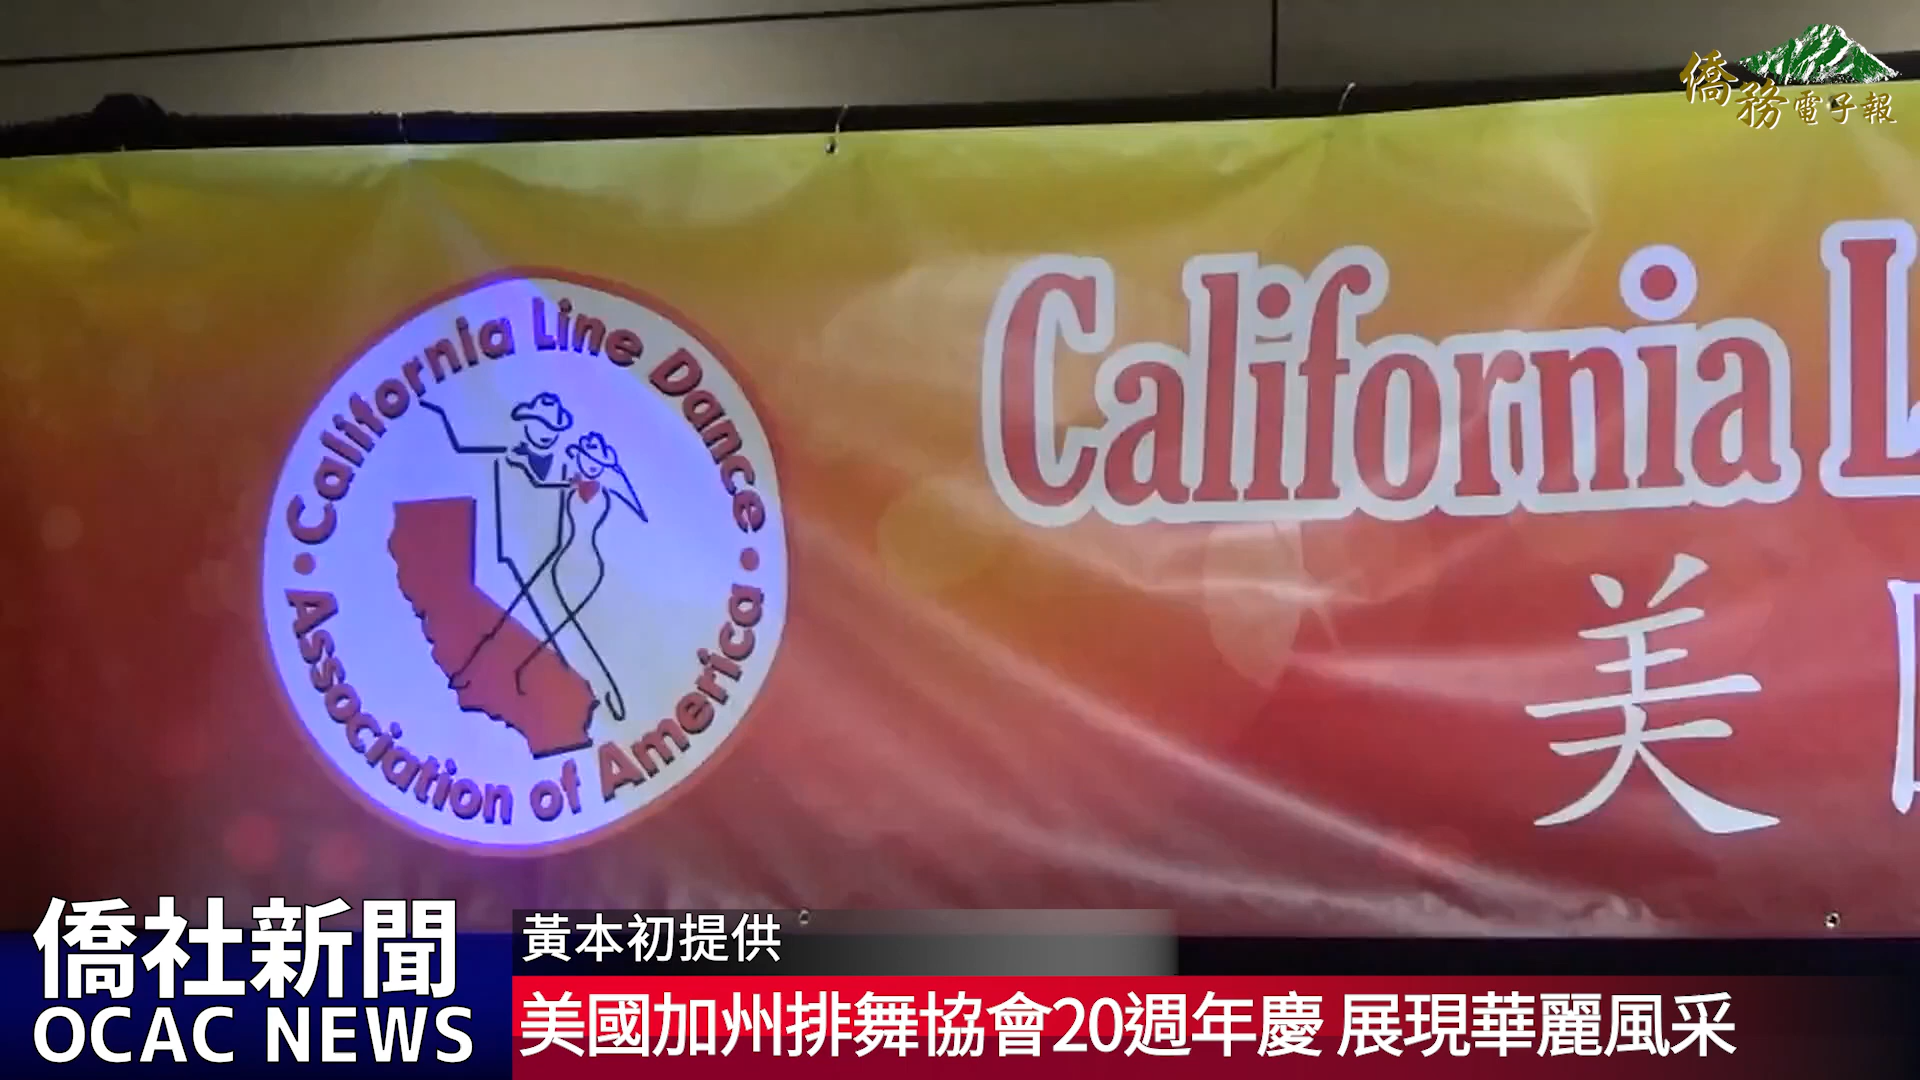 僑務電子報
California Line Dance
Association of America
California L
美
僑社新聞
OCAC NEWS
黃本初提供
美國加州排舞協會20週年慶 展現華麗風采